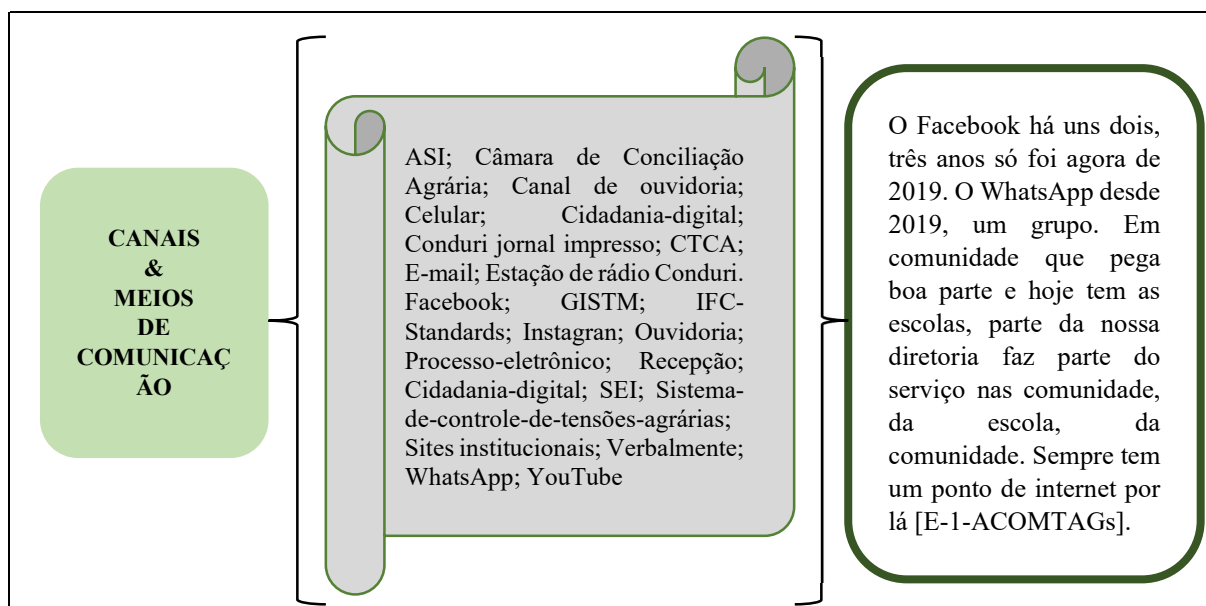 CANAIS
&
MEIOS
DE
COMUNICAÇ
ÃO
ASI; Câmara de Conciliação
Agrária; Canal de ouvidoria;
Celular; Cidadania-digital;
Conduri jornal impresso; CTCA;
E-mail; Estação de rádio Conduri.
Facebook; GISTM; IFC-
Standards; Instagran; Ouvidoria;
Processo-eletrônico; Recepção;
Cidadania-digital; SEI; Sistema-
de-controle-de-tensões-agrárias;
Sites institucionais; Verbalmente;
WhatsApp; YouTube
O Facebook há uns dois,
três anos só foi agora de
2019. O WhatsApp desde
2019, um grupo. Em
comunidade que pega
boa parte e hoje tem as
escolas, parte da nossa
diretoria faz parte do
serviço nas comunidade,
da escola, da
comunidade. Sempre tem
um ponto de internet por
lá [E-1-ACOMTAGs].